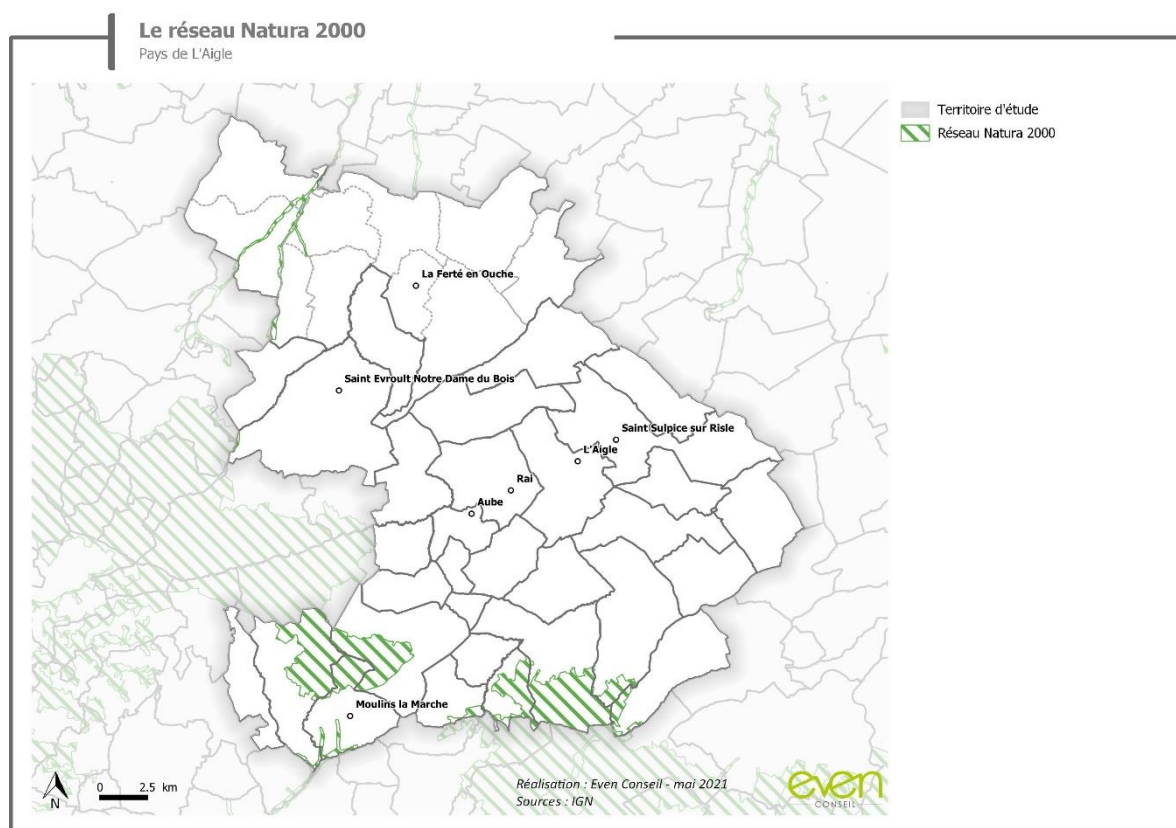 Le réseau Natura 2000
Pays de L'Aigle
Territoire d'étude
Réseau Natura 2000
La Ferté en Ouche
Saint Evroult Notre Dame du Bois
Saint Sulpice sur Risle
L'Aigle
Rai
Aube
Moulins la Marche
N
0 2.5 km
Réalisation : Even Conseil - mai 2021
Sources : IGN
even
CONSEIL